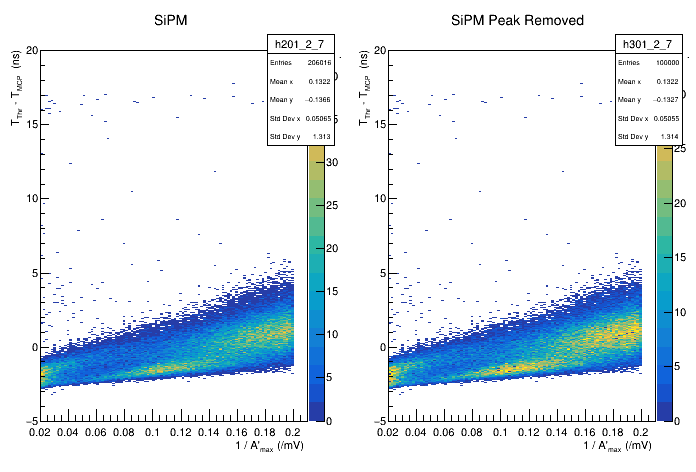 SiPM
h201_2_7
Entries 206016
Mean x 0.1322
Mean y −0.1366
Std Dev x 0.05065
Std Dev y 1.313
T_Thr - T_MCP (ns)
20
15
10
5
0
−5
0.02 0.04 0.06 0.08 0.1 0.12 0.14 0.16 0.18 0.2
1 / A'_max (/mV)
30
25
20
15
10
5
0
SiPM Peak Removed
h301_2_7
Entries 100000
Mean x 0.1322
Mean y −0.1327
Std Dev x 0.05055
Std Dev y 1.314
T_Thr - T_MCP (ns)
20
15
10
5
0
−5
0.02 0.04 0.06 0.08 0.1 0.12 0.14 0.16 0.18 0.2
1 / A'_max (/mV)
25
20
15
10
5
0